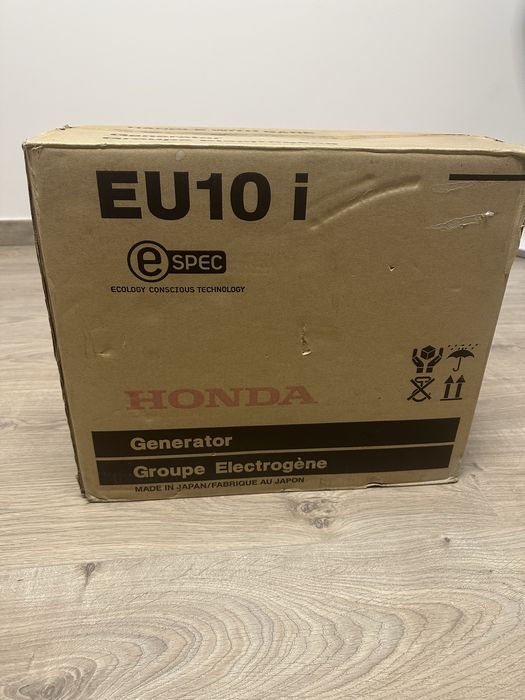 EU10 i
e SPEC
ECOLOGY CONSCIOUS TECHNOLOGY
HONDA
Generator
Groupe Electrogène
MADE IN JAPAN/FABRIQUE AU JAPON